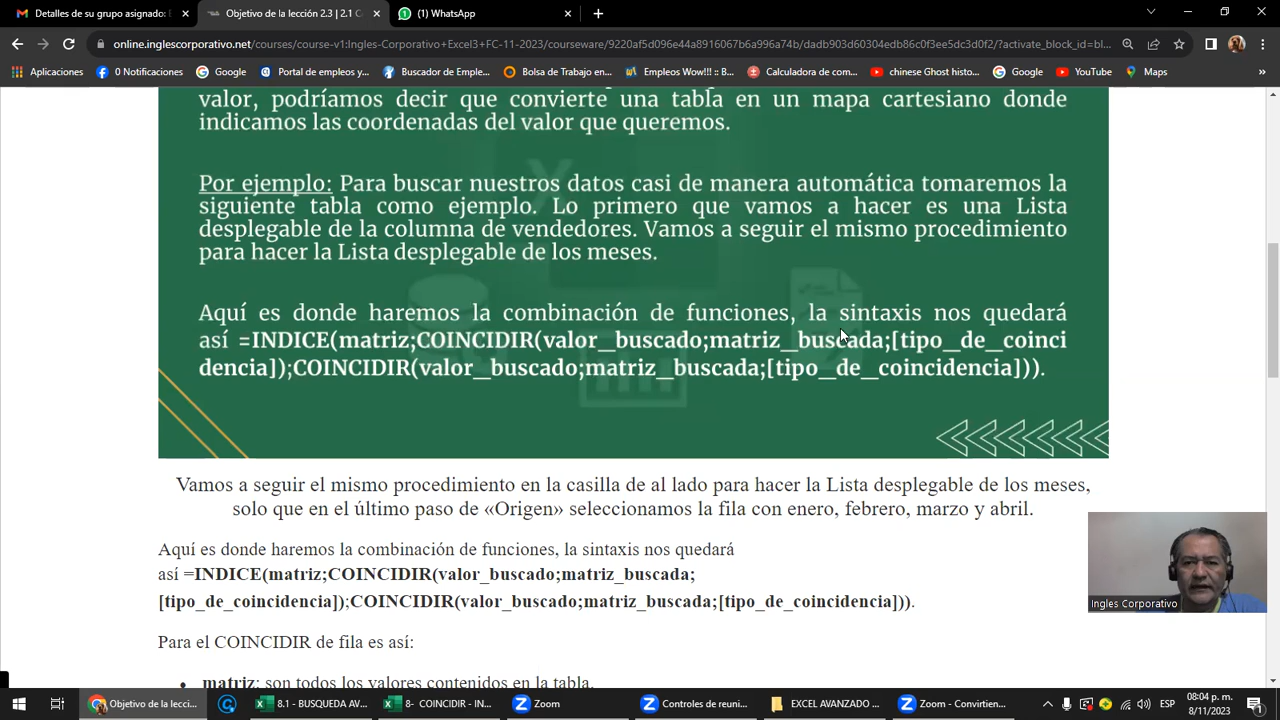 Detalles de su grupo asignado: I
Objetivo de la lección 2.3 | 2.1 C
(1) WhatsApp
online.inglescorporativo.net/courses/course-v1:Ingles-Corporativo+Excel3+FC-11-2023/courseware/9220af5d096e44a8916067b6a996a74b/dadb903d60304edb86c0f3ee5dc3d0f2/?activate_block_id=bl...
Aplicaciones
0 Notificaciones
Google
Portal de empleos y...
Buscador de Emple...
Bolsa de Trabajo en...
Empleos Wow!!! :: B...
Calculadora de com...
chinese Ghost histo...
Google
YouTube
Maps
»
valor, podríamos decir que convierte una tabla en un mapa cartesiano donde
indicamos las coordenadas del valor que queremos.
Por ejemplo: Para buscar nuestros datos casi de manera automática tomaremos la
siguiente tabla como ejemplo. Lo primero que vamos a hacer es una Lista
desplegable de la columna de vendedores. Vamos a seguir el mismo procedimiento
para hacer la Lista desplegable de los meses.
Aquí es donde haremos la combinación de funciones, la sintaxis nos quedará
así =INDICE(matriz;COINCIDIR(valor_buscado;matriz_buscada;[tipo_de_coinci
dencia]);COINCIDIR(valor_buscado;matriz_buscada;[tipo_de_coincidencia])).
Vamos a seguir el mismo procedimiento en la casilla de al lado para hacer la Lista desplegable de los meses,
solo que en el último paso de «Origen» seleccionamos la fila con enero, febrero, marzo y abril.
Aquí es donde haremos la combinación de funciones, la sintaxis nos quedará
así =INDICE(matriz;COINCIDIR(valor_buscado;matriz_buscada;
[tipo_de_coincidencia]);COINCIDIR(valor_buscado;matriz_buscada;[tipo_de_coincidencia])).
Ingles Corporativo
Para el COINCIDIR de fila es así:
• matriz: son todos los valores contenidos en la tabla.
Objetivo de la lecci...
8.1 - BUSQUEDA AV...
8- COINCIDIR - IN...
Zoom
Controles de reuni...
EXCEL AVANZADO ...
Zoom - Convirtien...
ESP
08:04 p. m.
8/11/2023